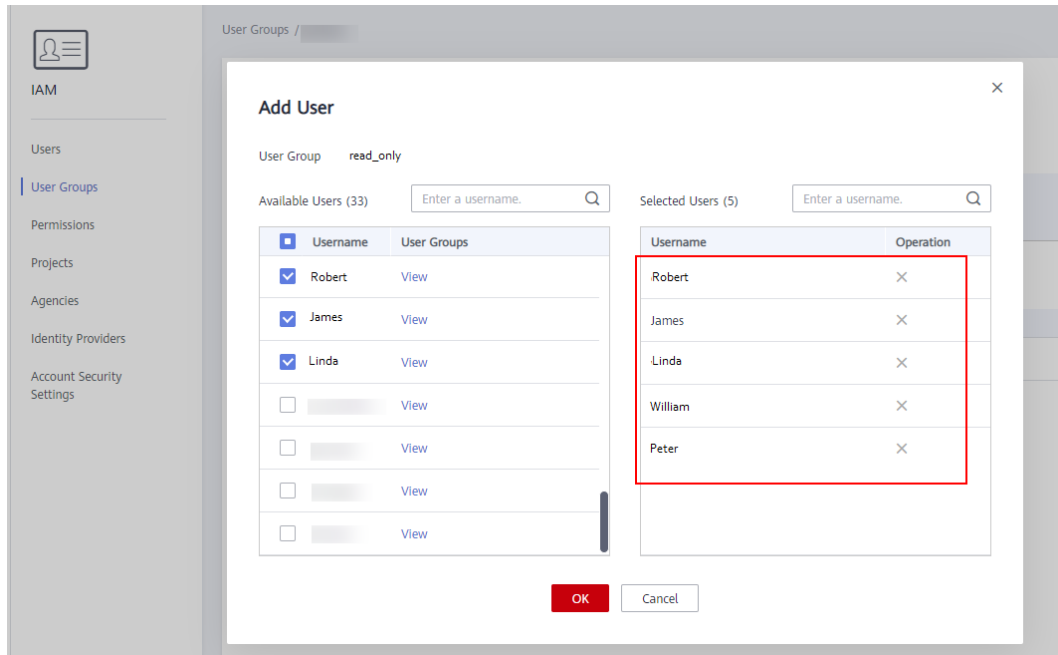 User Groups /
IAM
Users
User Groups
Permissions
Projects
Agencies
Identity Providers
Account Security
Settings
Add User
×
User Group read_only
Available Users (33) Enter a username.
Username User Groups
Robert View
James View
Linda View
View
View
View
View
Selected Users (5) Enter a username.
Username Operation
Robert ×
James ×
Linda ×
William ×
Peter ×
OK Cancel